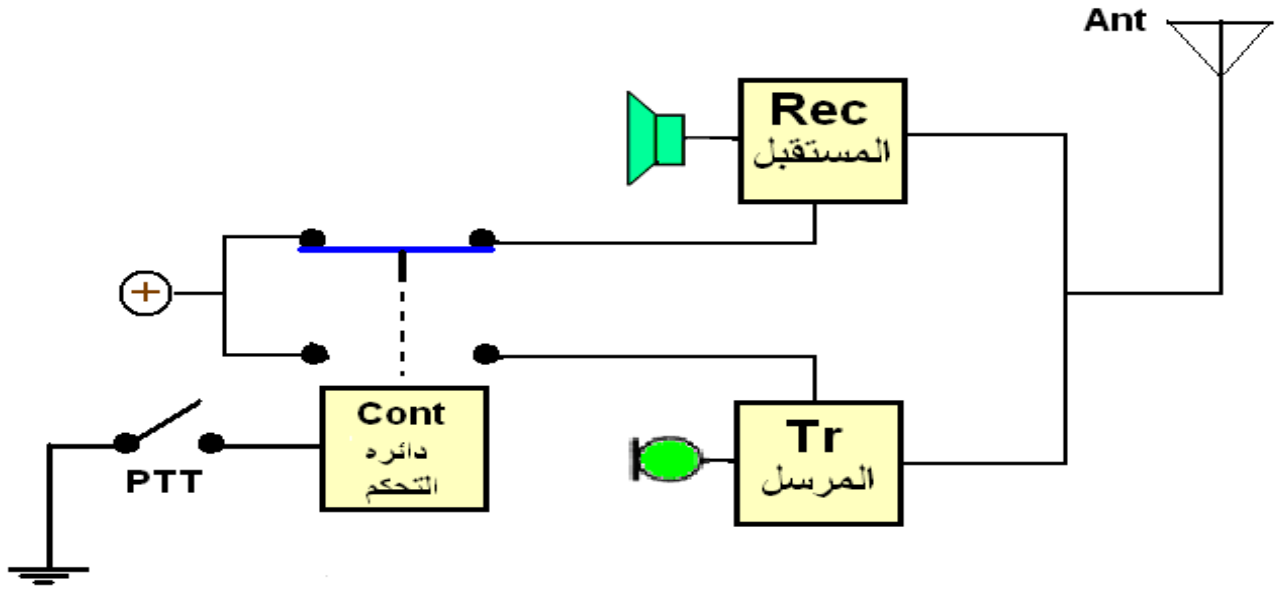 Ant
Rec
المستقبل
+
Cont
دائره
التحكم
PTT
Tr
المرسل